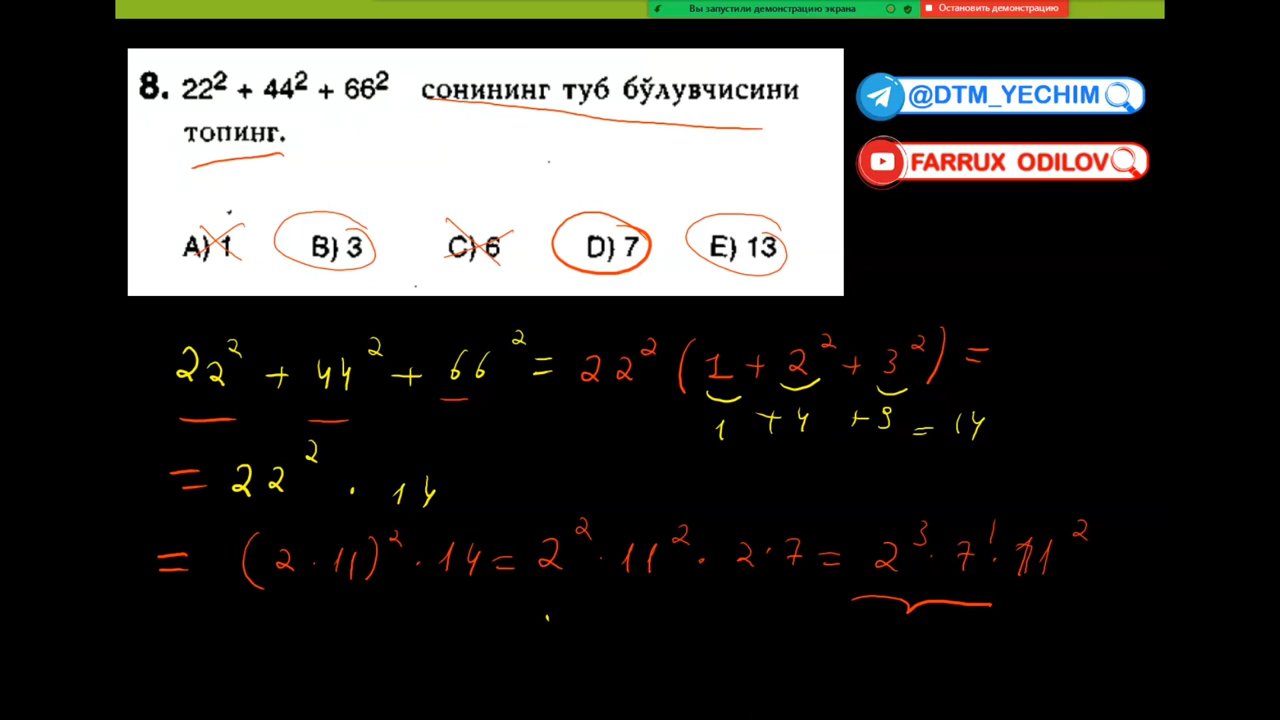 Вы запустили демонстрацию экрана
Остановить демонстрацию
8. 22² + 44² + 66² сонининг туб бўлувчисини
топинг.
A) 1 B) 3 C) 6 D) 7 E) 13
@DTM_YECHIM
FARRUX ODILOV
22² + 44² + 66² = 22² (1 + 2² + 3²) =
1 + 4 + 9 = 14
= 22² · 14
= (2 · 11)² · 14 = 2² · 11² · 2 · 7 = 2³ · 7¹ · 11²